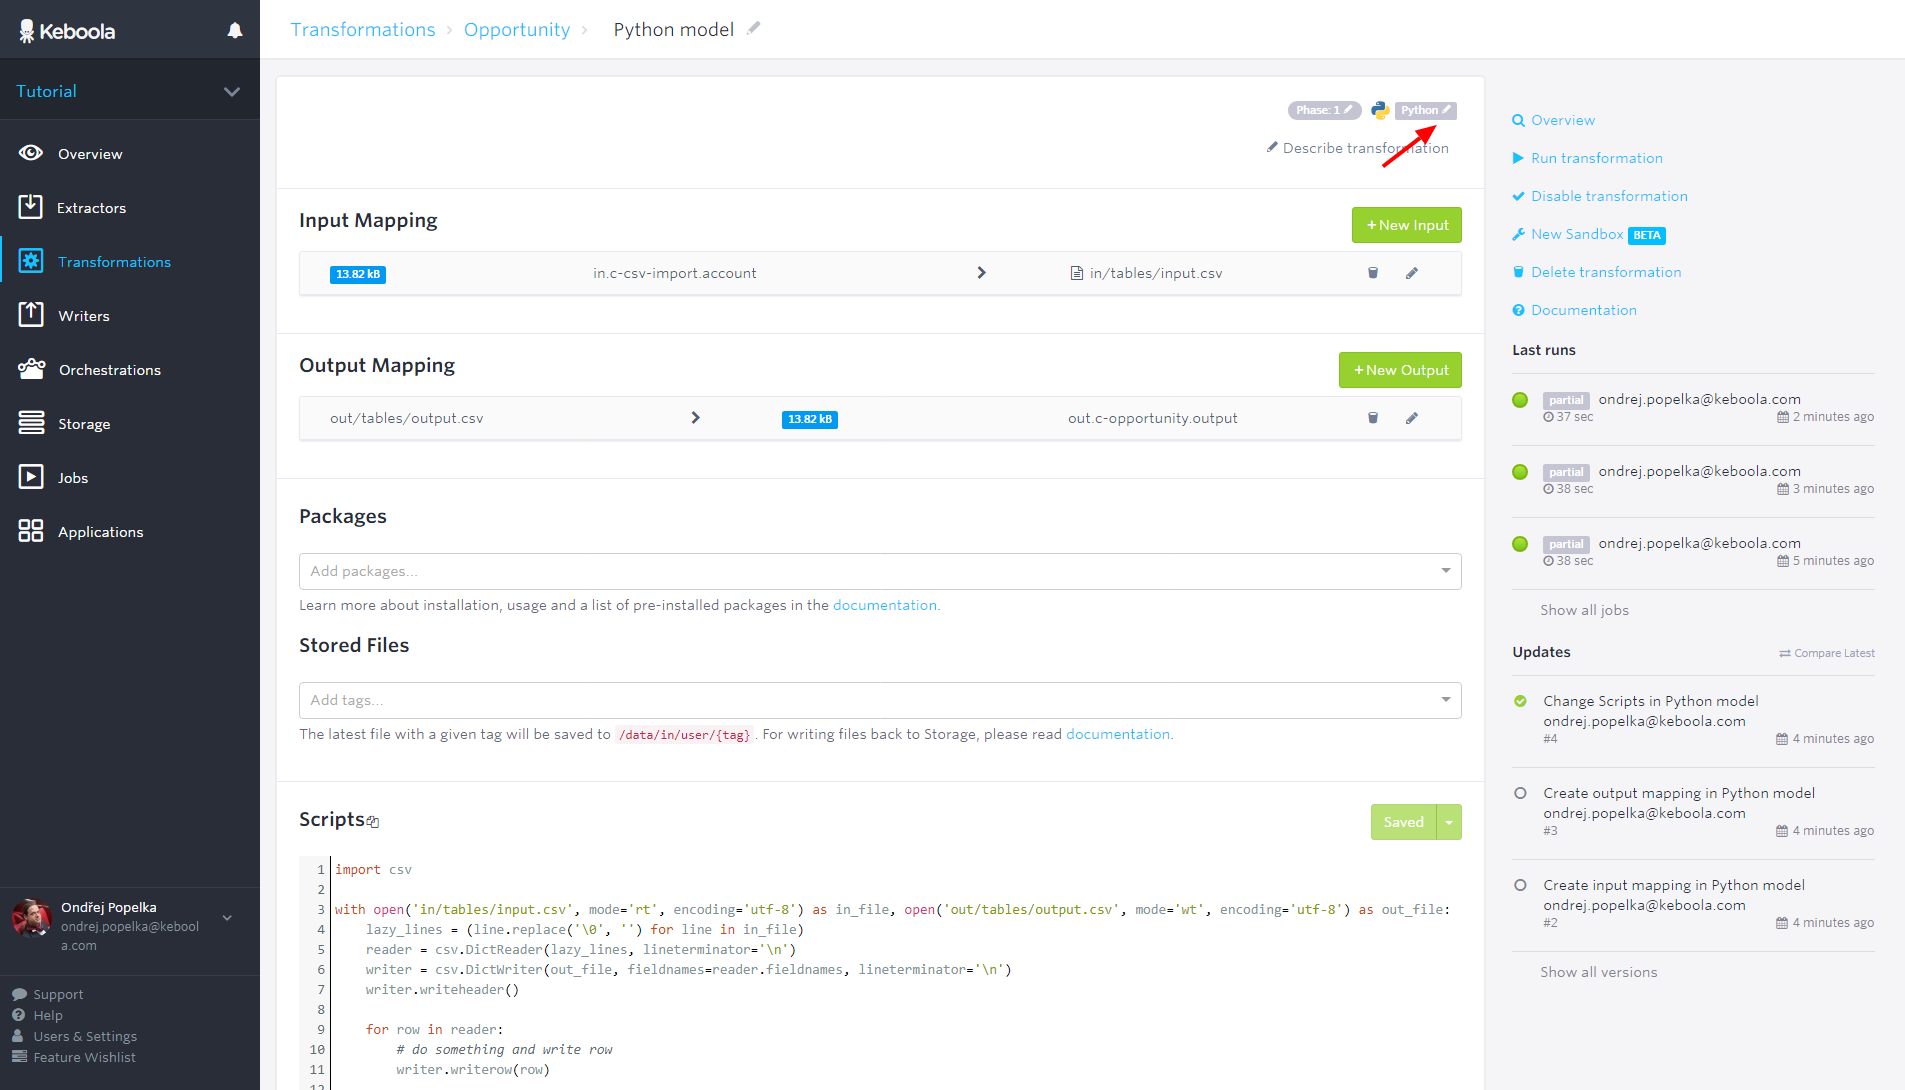 Keboola
Tutorial
Overview
Extractors
Transformations
Writers
Orchestrations
Storage
Jobs
Applications
Ondřej Popelka
ondrej.popelka@kebool
a.com
Support
Help
Users & Settings
Feature Wishlist
Transformations › Opportunity › Python model
Phase: 1 Python
Describe transformation
Input Mapping
+ New Input
13.82 kB in.c-csv-import.account in/tables/input.csv
Output Mapping
+ New Output
out/tables/output.csv 13.82 kB out.c-opportunity.output
Packages
Add packages...
Learn more about installation, usage and a list of pre-installed packages in the documentation.
Stored Files
Add tags...
The latest file with a given tag will be saved to /data/in/user/{tag} . For writing files back to Storage, please read documentation.
Scripts
Saved
1 import csv
2
3 with open('in/tables/input.csv', mode='rt', encoding='utf-8') as in_file, open('out/tables/output.csv', mode='wt', encoding='utf-8') as out_file:
4 lazy_lines = (line.replace('\0', '') for line in in_file)
5 reader = csv.DictReader(lazy_lines, lineterminator='\n')
6 writer = csv.DictWriter(out_file, fieldnames=reader.fieldnames, lineterminator='\n')
7 writer.writeheader()
8
9 for row in reader:
10 # do something and write row
11 writer.writerow(row)
12
Overview
Run transformation
Disable transformation
New Sandbox BETA
Delete transformation
Documentation
Last runs
partial ondrej.popelka@keboola.com
37 sec 2 minutes ago
partial ondrej.popelka@keboola.com
38 sec 3 minutes ago
partial ondrej.popelka@keboola.com
38 sec 5 minutes ago
Show all jobs
Updates Compare Latest
Change Scripts in Python model
ondrej.popelka@keboola.com
#4 4 minutes ago
Create output mapping in Python model
ondrej.popelka@keboola.com
#3 4 minutes ago
Create input mapping in Python model
ondrej.popelka@keboola.com
#2 4 minutes ago
Show all versions